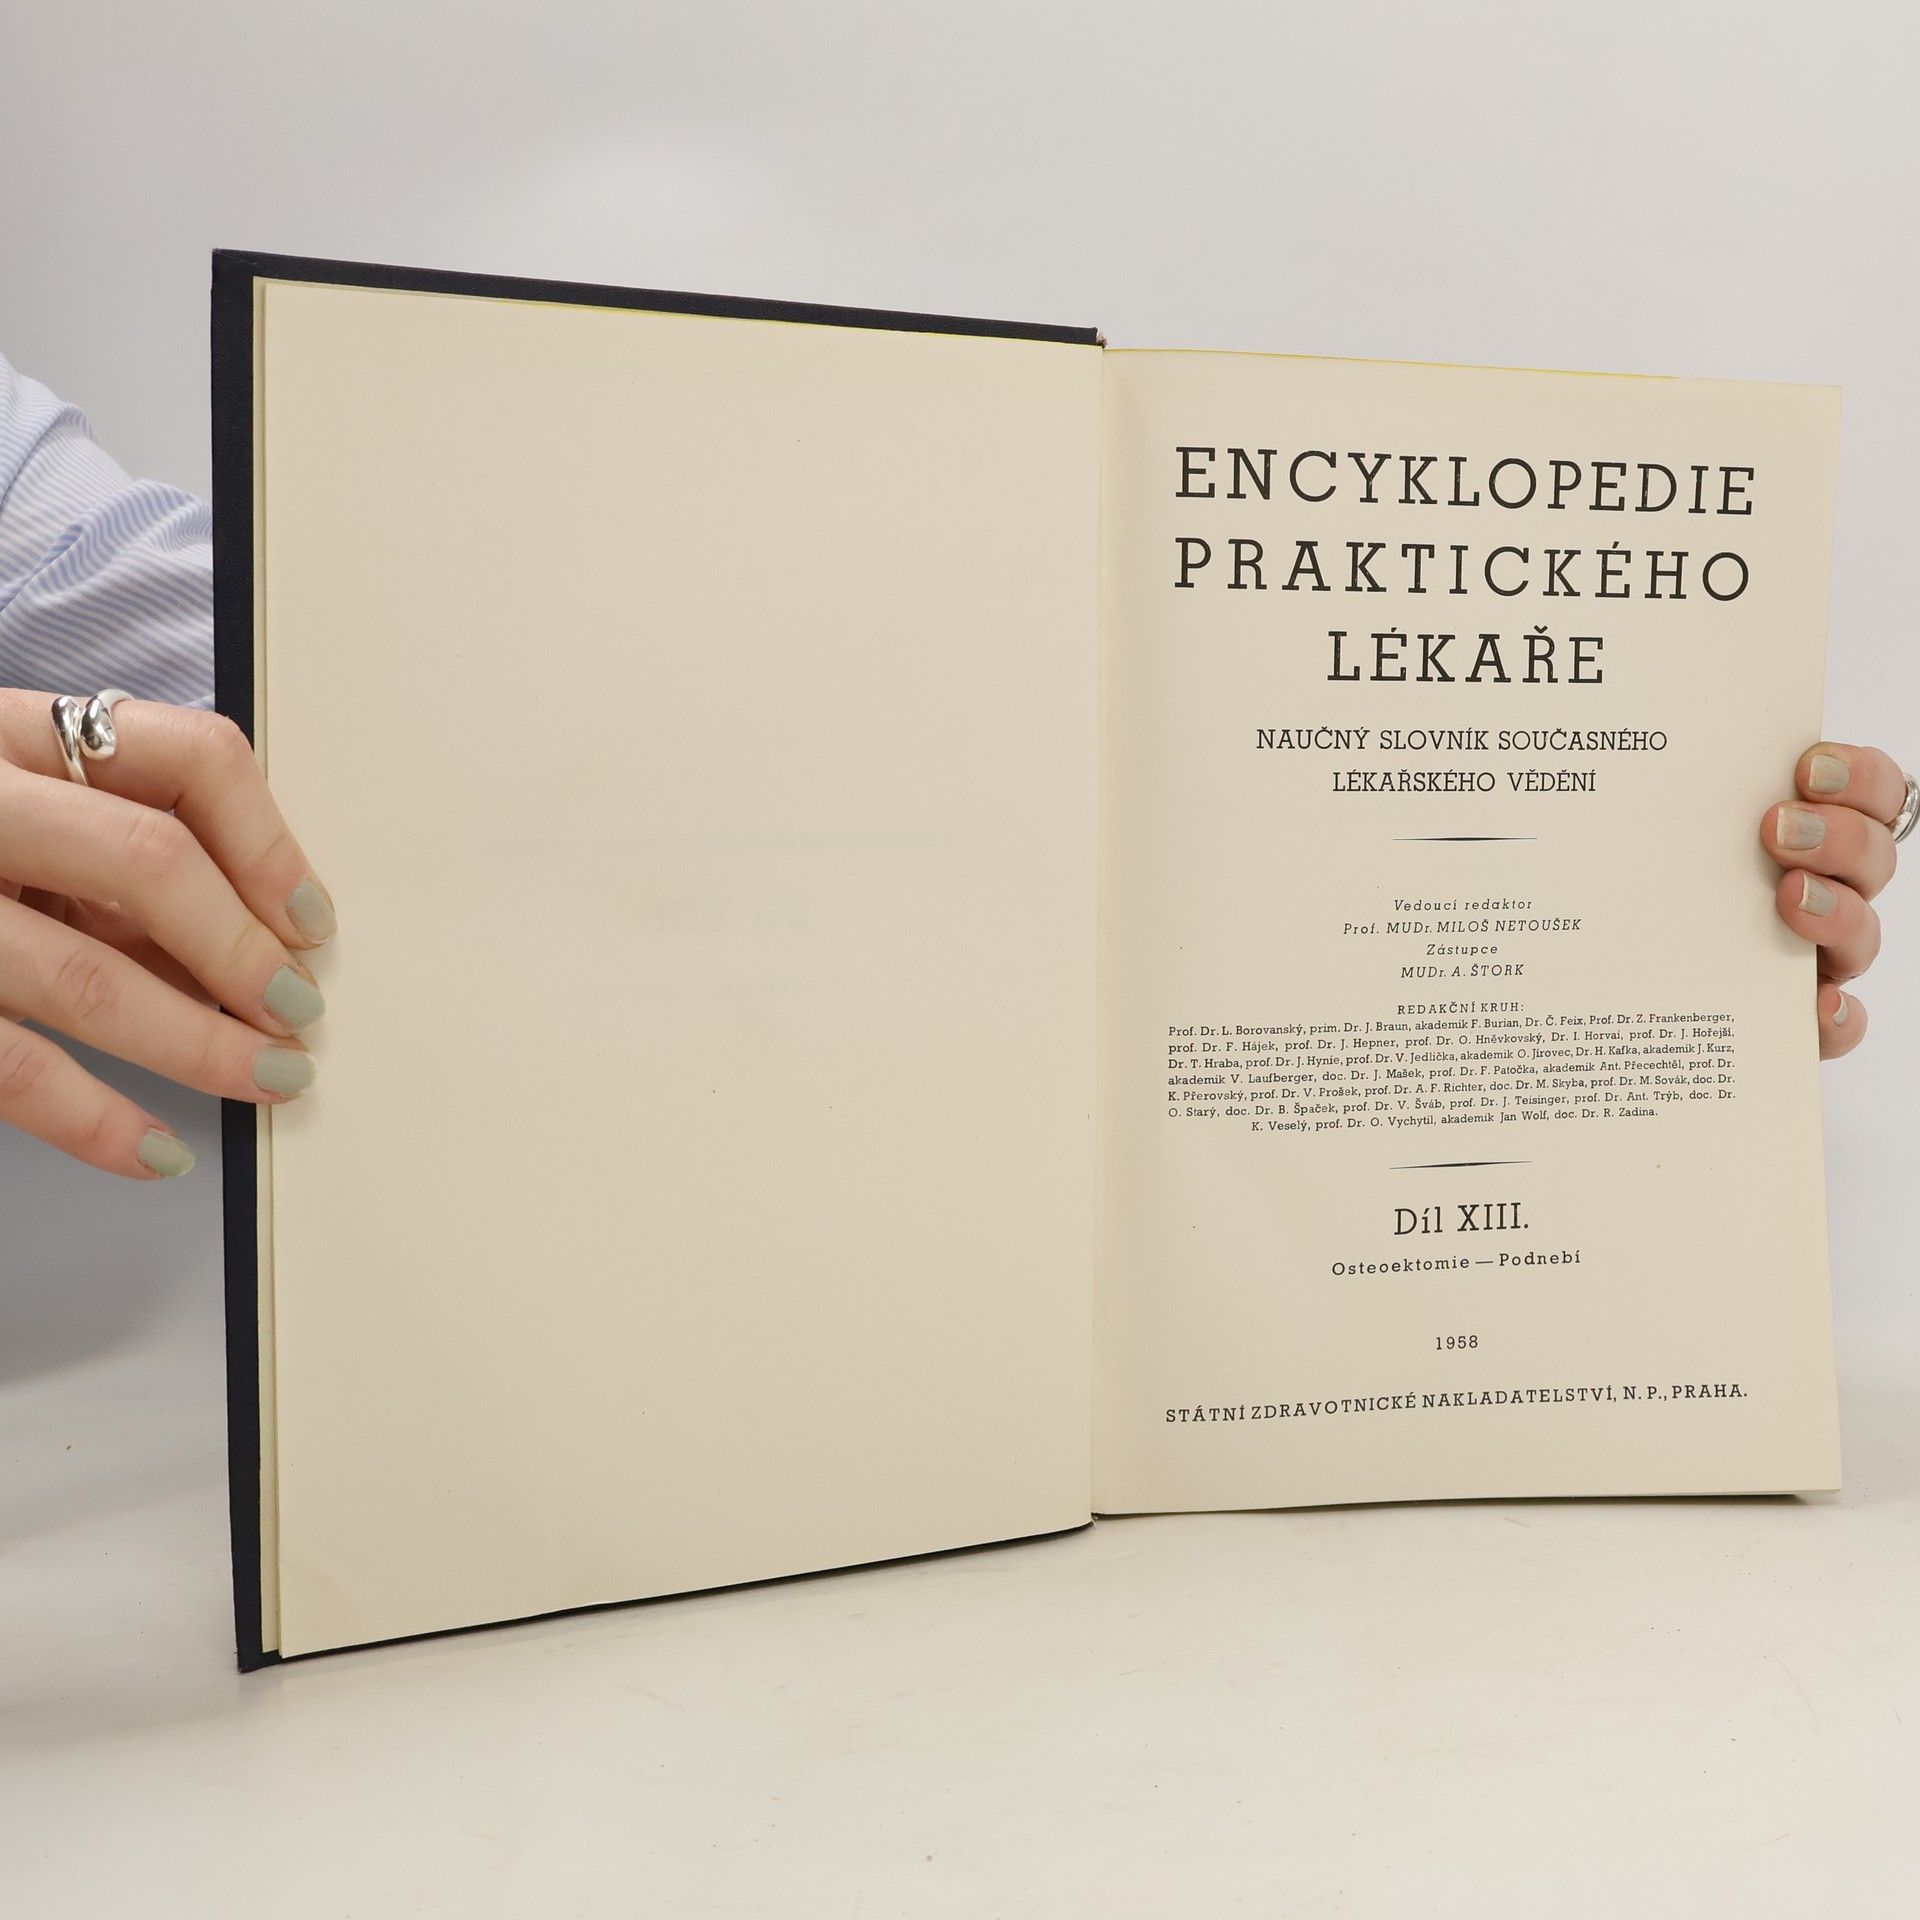 ENCYKLOPEDIE
PRAKTICKÉHO
LÉKAŘE
NAUČNÝ SLOVNÍK SOUČASNÉHO
LÉKAŘSKÉHO VĚDĚNÍ
Vedoucí redaktor
Prof. MUDr. MILOŠ NETOUŠEK
Zástupce
MUDr. A. ŠTORK
REDAKČNÍ KRUH:
Prof. Dr. L. Borovanský, prim. Dr. J. Braun, akademik F. Burian, Dr. Č. Feix, Prof. Dr. Z. Frankenberger,
prof. Dr. F. Hájek, prof. Dr. J. Hepner, prof. Dr. O. Hněvkovský, Dr. I. Horvai, prof. Dr. J. Hořejší,
Dr. T. Hraba, prof. Dr. J. Hynie, prof. Dr. V. Jedlička, akademik O. Jírovec, Dr. H. Kafka, akademik J. Kurz,
akademik V. Laufberger, doc. Dr. J. Mašek, prof. Dr. F. Patočka, akademik Ant. Přecechtěl, prof. Dr.
K. Přerovský, prof. Dr. V. Prošek, prof. Dr. A. F. Richter, doc. Dr. M. Skyba, prof. Dr. M. Sovák, doc. Dr.
O. Starý, doc. Dr. B. Špaček, prof. Dr. V. Šváb, prof. Dr. J. Teisinger, prof. Dr. Ant. Trýb, doc. Dr.
K. Veselý, prof. Dr. O. Vychytil, akademik Jan Wolf, doc. Dr. R. Zadina.
Díl XIII.
Osteoektomie — Podnebí
1958
STÁTNÍ ZDRAVOTNICKÉ NAKLADATELSTVÍ, N. P., PRAHA.